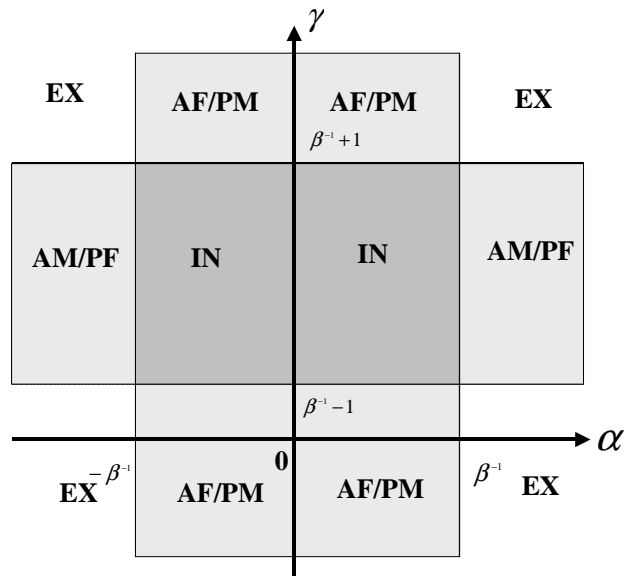 γ
EX AF/PM AF/PM EX
β⁻¹+1
AM/PF IN IN AM/PF
β⁻¹−1
α
0
EX −β⁻¹ AF/PM AF/PM β⁻¹ EX